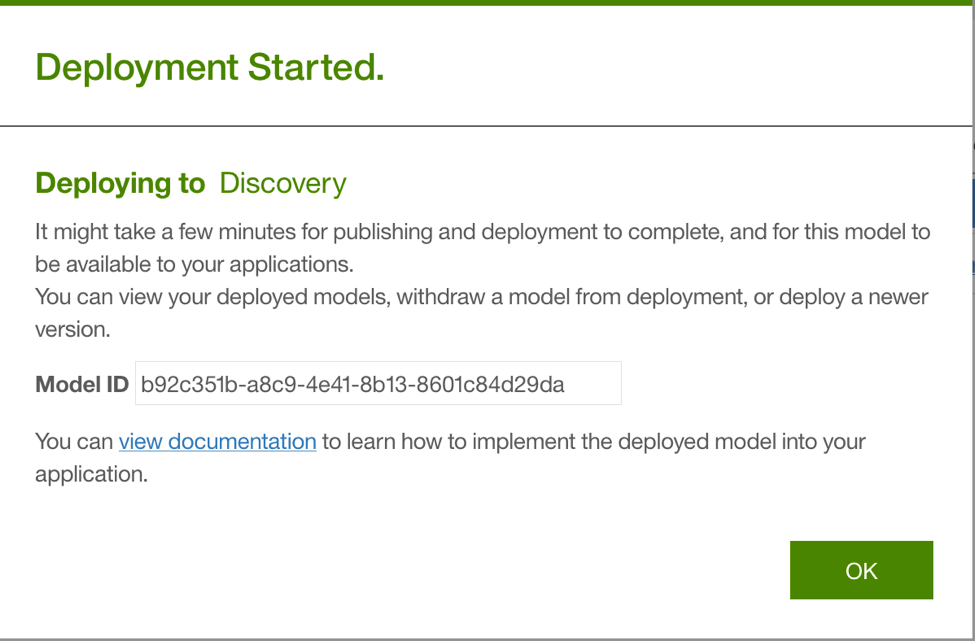 Deployment Started.
Deploying to Discovery
It might take a few minutes for publishing and deployment to complete, and for this model to
be available to your applications.
You can view your deployed models, withdraw a model from deployment, or deploy a newer
version.
Model ID b92c351b-a8c9-4e41-8b13-8601c84d29da
You can view documentation to learn how to implement the deployed model into your
application.
OK